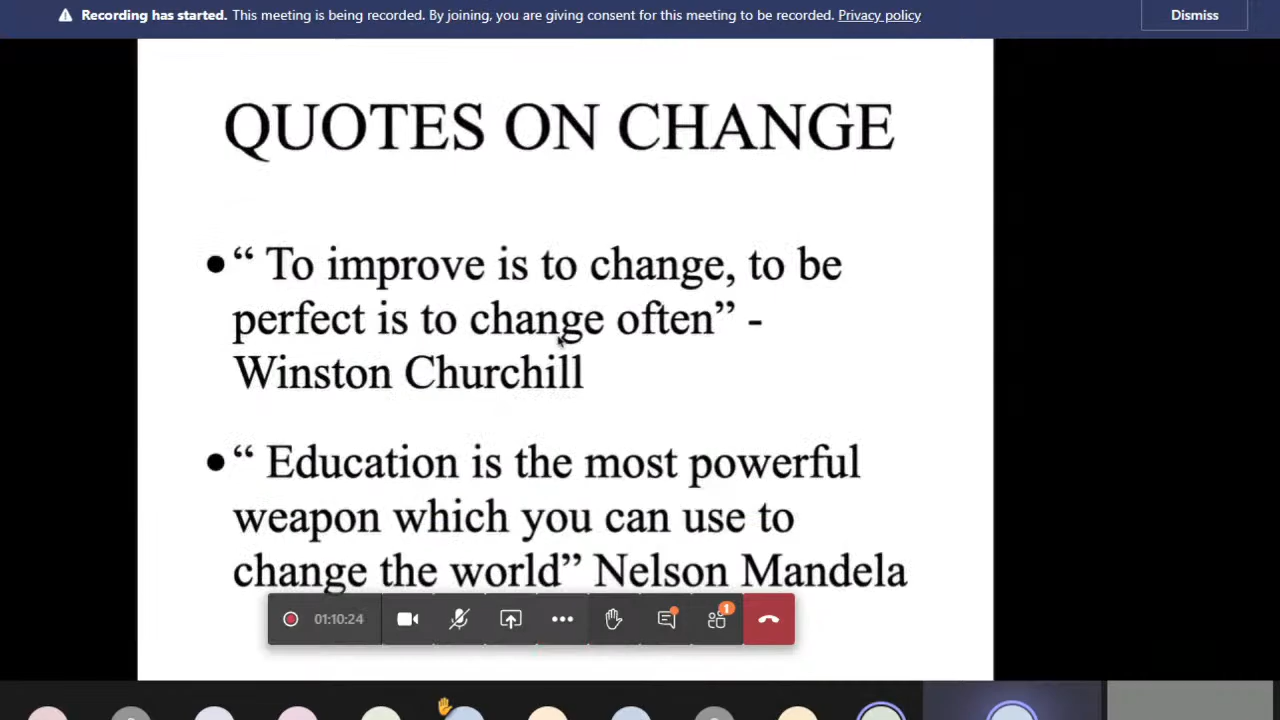 Recording has started. This meeting is being recorded. By joining, you are giving consent for this meeting to be recorded. Privacy policy
Dismiss
QUOTES ON CHANGE
• “ To improve is to change, to be
perfect is to change often” -
Winston Churchill
• “ Education is the most powerful
weapon which you can use to
change the world” Nelson Mandela
01:10:24
1